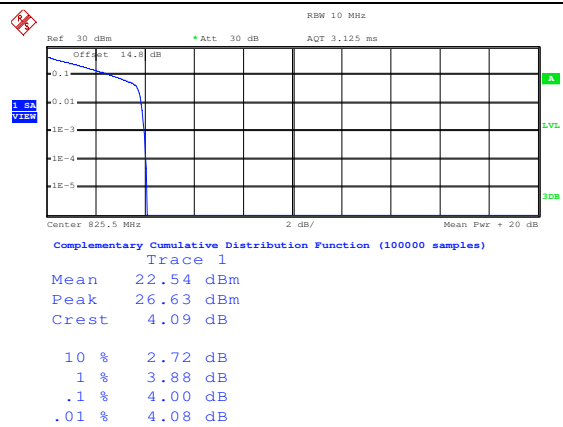 R S
RBW 10 MHz
Ref 30 dBm * Att 30 dB AQT 3.125 ms
Offset 14.8 dB
0.1
A
0.01
1 SA
VIEW
1E-3
LVL
1E-4
1E-5
3DB
Center 825.5 MHz 2 dB/ Mean Pwr + 20 dB
Complementary Cumulative Distribution Function (100000 samples)
Trace 1
Mean 22.54 dBm
Peak 26.63 dBm
Crest 4.09 dB
10 % 2.72 dB
1 % 3.88 dB
.1 % 4.00 dB
.01 % 4.08 dB